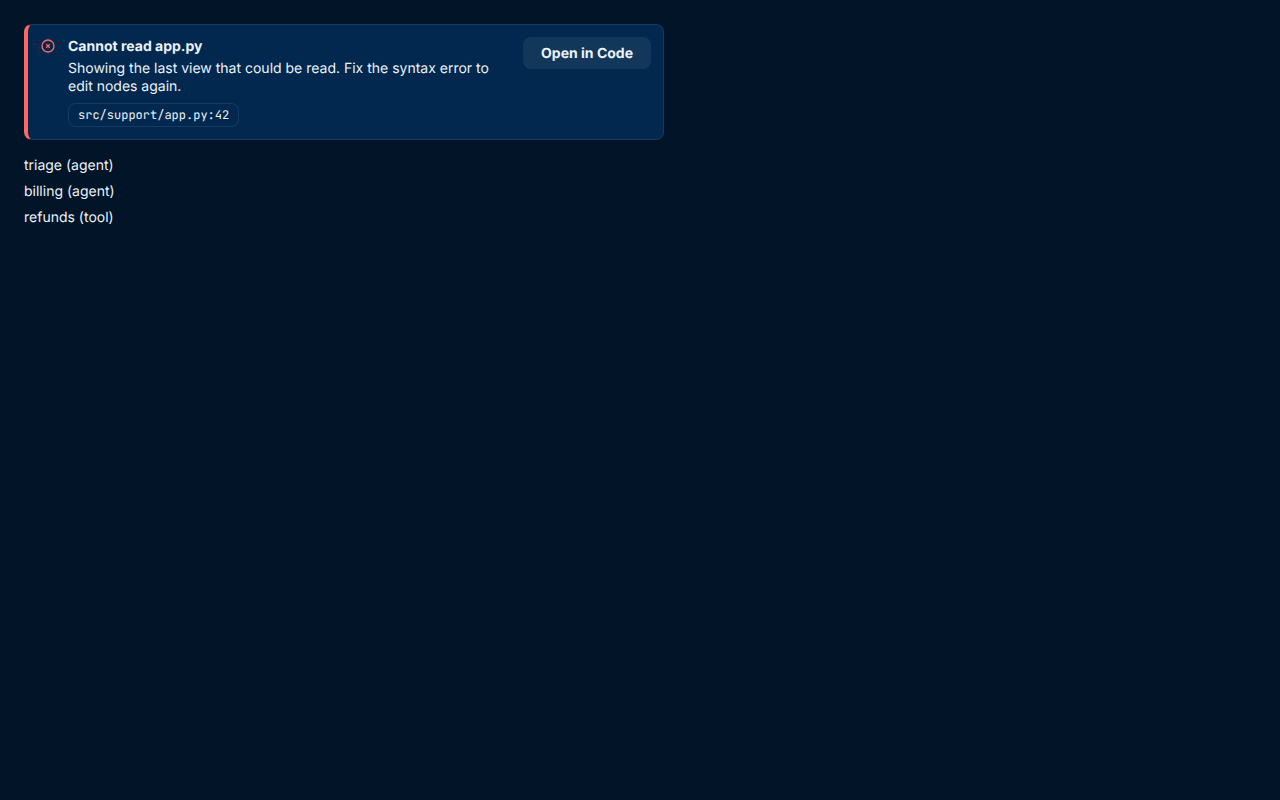 Cannot read app.py
Open in Code
Showing the last view that could be read. Fix the syntax error to
edit nodes again.
src/support/app.py:42
triage (agent)
billing (agent)
refunds (tool)